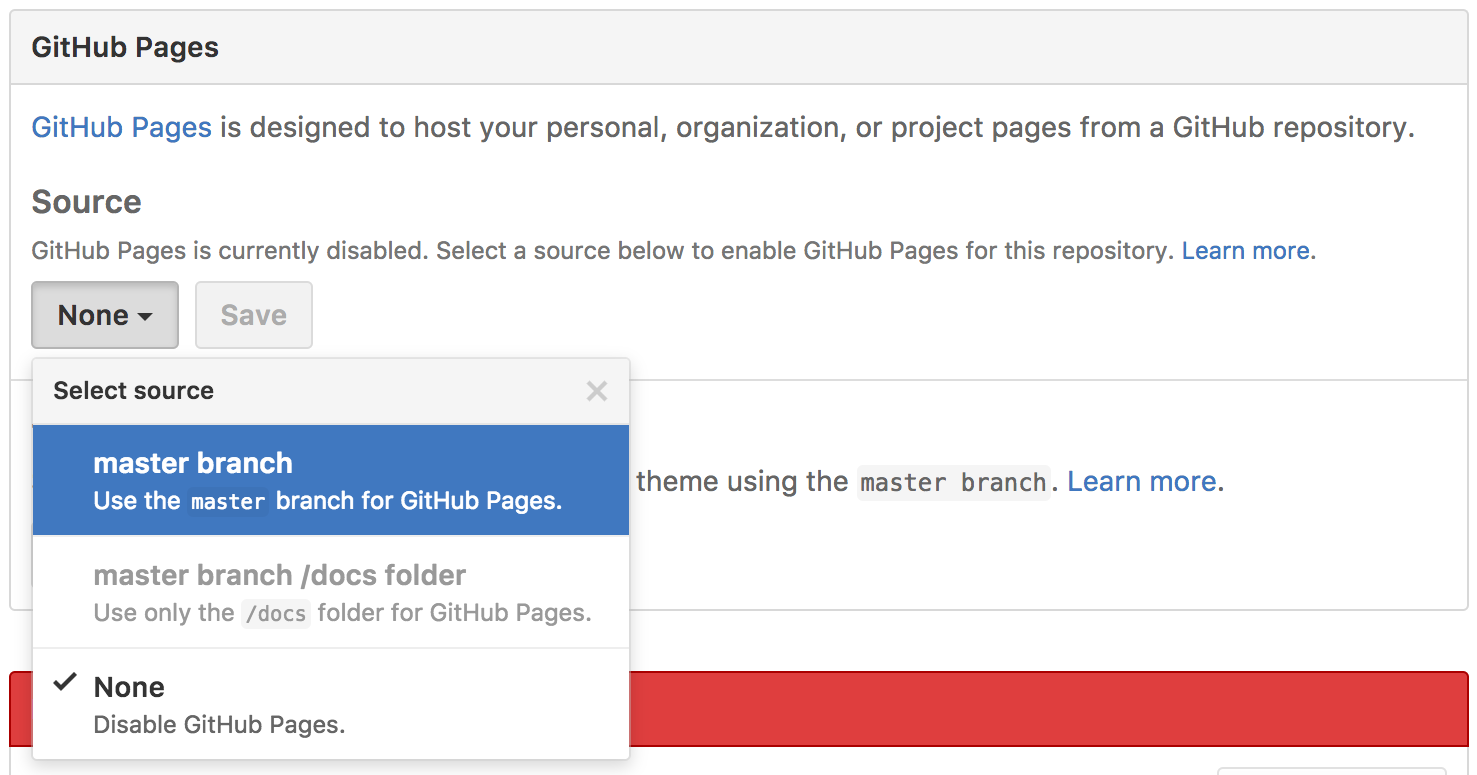 GitHub Pages
GitHub Pages is designed to host your personal, organization, or project pages from a GitHub repository.
Source
GitHub Pages is currently disabled. Select a source below to enable GitHub Pages for this repository. Learn more.
None
Save
Select source
master branch
Use the master branch for GitHub Pages.
theme using the master branch. Learn more.
master branch /docs folder
Use only the /docs folder for GitHub Pages.
None
Disable GitHub Pages.